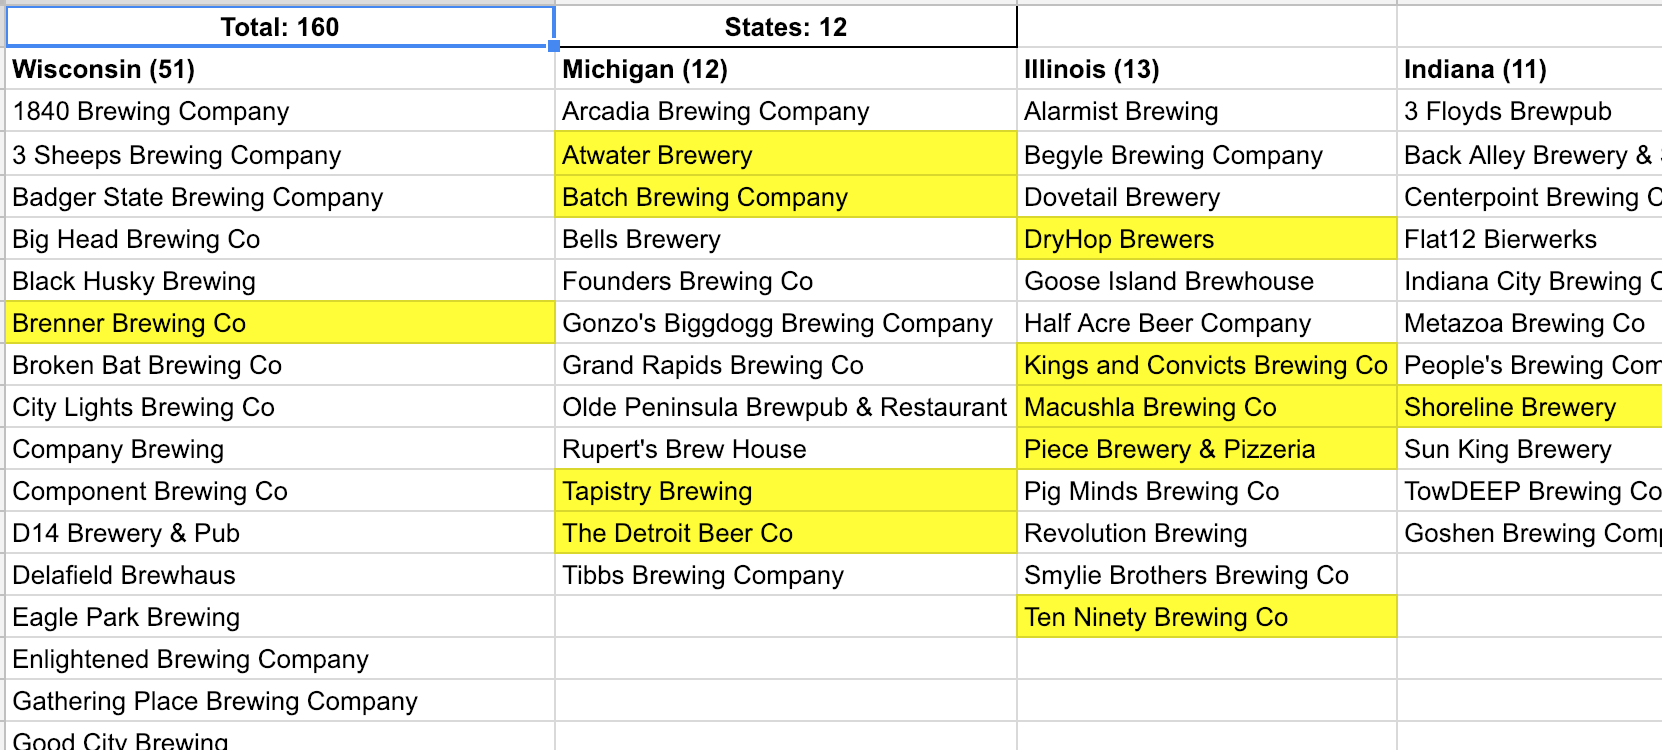 Total: 160 States: 12
Wisconsin (51) Michigan (12) Illinois (13) Indiana (11)
1840 Brewing Company Arcadia Brewing Company Alarmist Brewing 3 Floyds Brewpub
3 Sheeps Brewing Company Atwater Brewery Begyle Brewing Company Back Alley Brewery &
Badger State Brewing Company Batch Brewing Company Dovetail Brewery Centerpoint Brewing
Big Head Brewing Co Bells Brewery DryHop Brewers Flat12 Bierwerks
Black Husky Brewing Founders Brewing Co Goose Island Brewhouse Indiana City Brewing
Brenner Brewing Co Gonzo's Biggdogg Brewing Company Half Acre Beer Company Metazoa Brewing Co
Broken Bat Brewing Co Grand Rapids Brewing Co Kings and Convicts Brewing Co People's Brewing Com
City Lights Brewing Co Olde Peninsula Brewpub & Restaurant Macushla Brewing Co Shoreline Brewery
Company Brewing Rupert's Brew House Piece Brewery & Pizzeria Sun King Brewery
Component Brewing Co Tapistry Brewing Pig Minds Brewing Co TowDEEP Brewing Co
D14 Brewery & Pub The Detroit Beer Co Revolution Brewing Goshen Brewing Com
Delafield Brewhaus Tibbs Brewing Company Smylie Brothers Brewing Co
Eagle Park Brewing Ten Ninety Brewing Co
Enlightened Brewing Company
Gathering Place Brewing Company
Good City Brewing